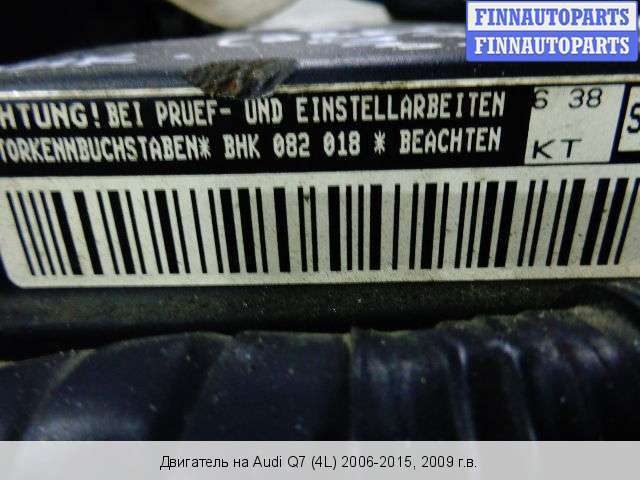 FINNAUTOPARTS
FINNAUTOPARTS
HTUNG! BEI PRUEF- UND EINSTELLARBEITEN
TORKENNBUCHSTABEN* BHK 082 018 * BEACHTEN
6 38
KT
S
Двигатель на Audi Q7 (4L) 2006-2015, 2009 г.в.